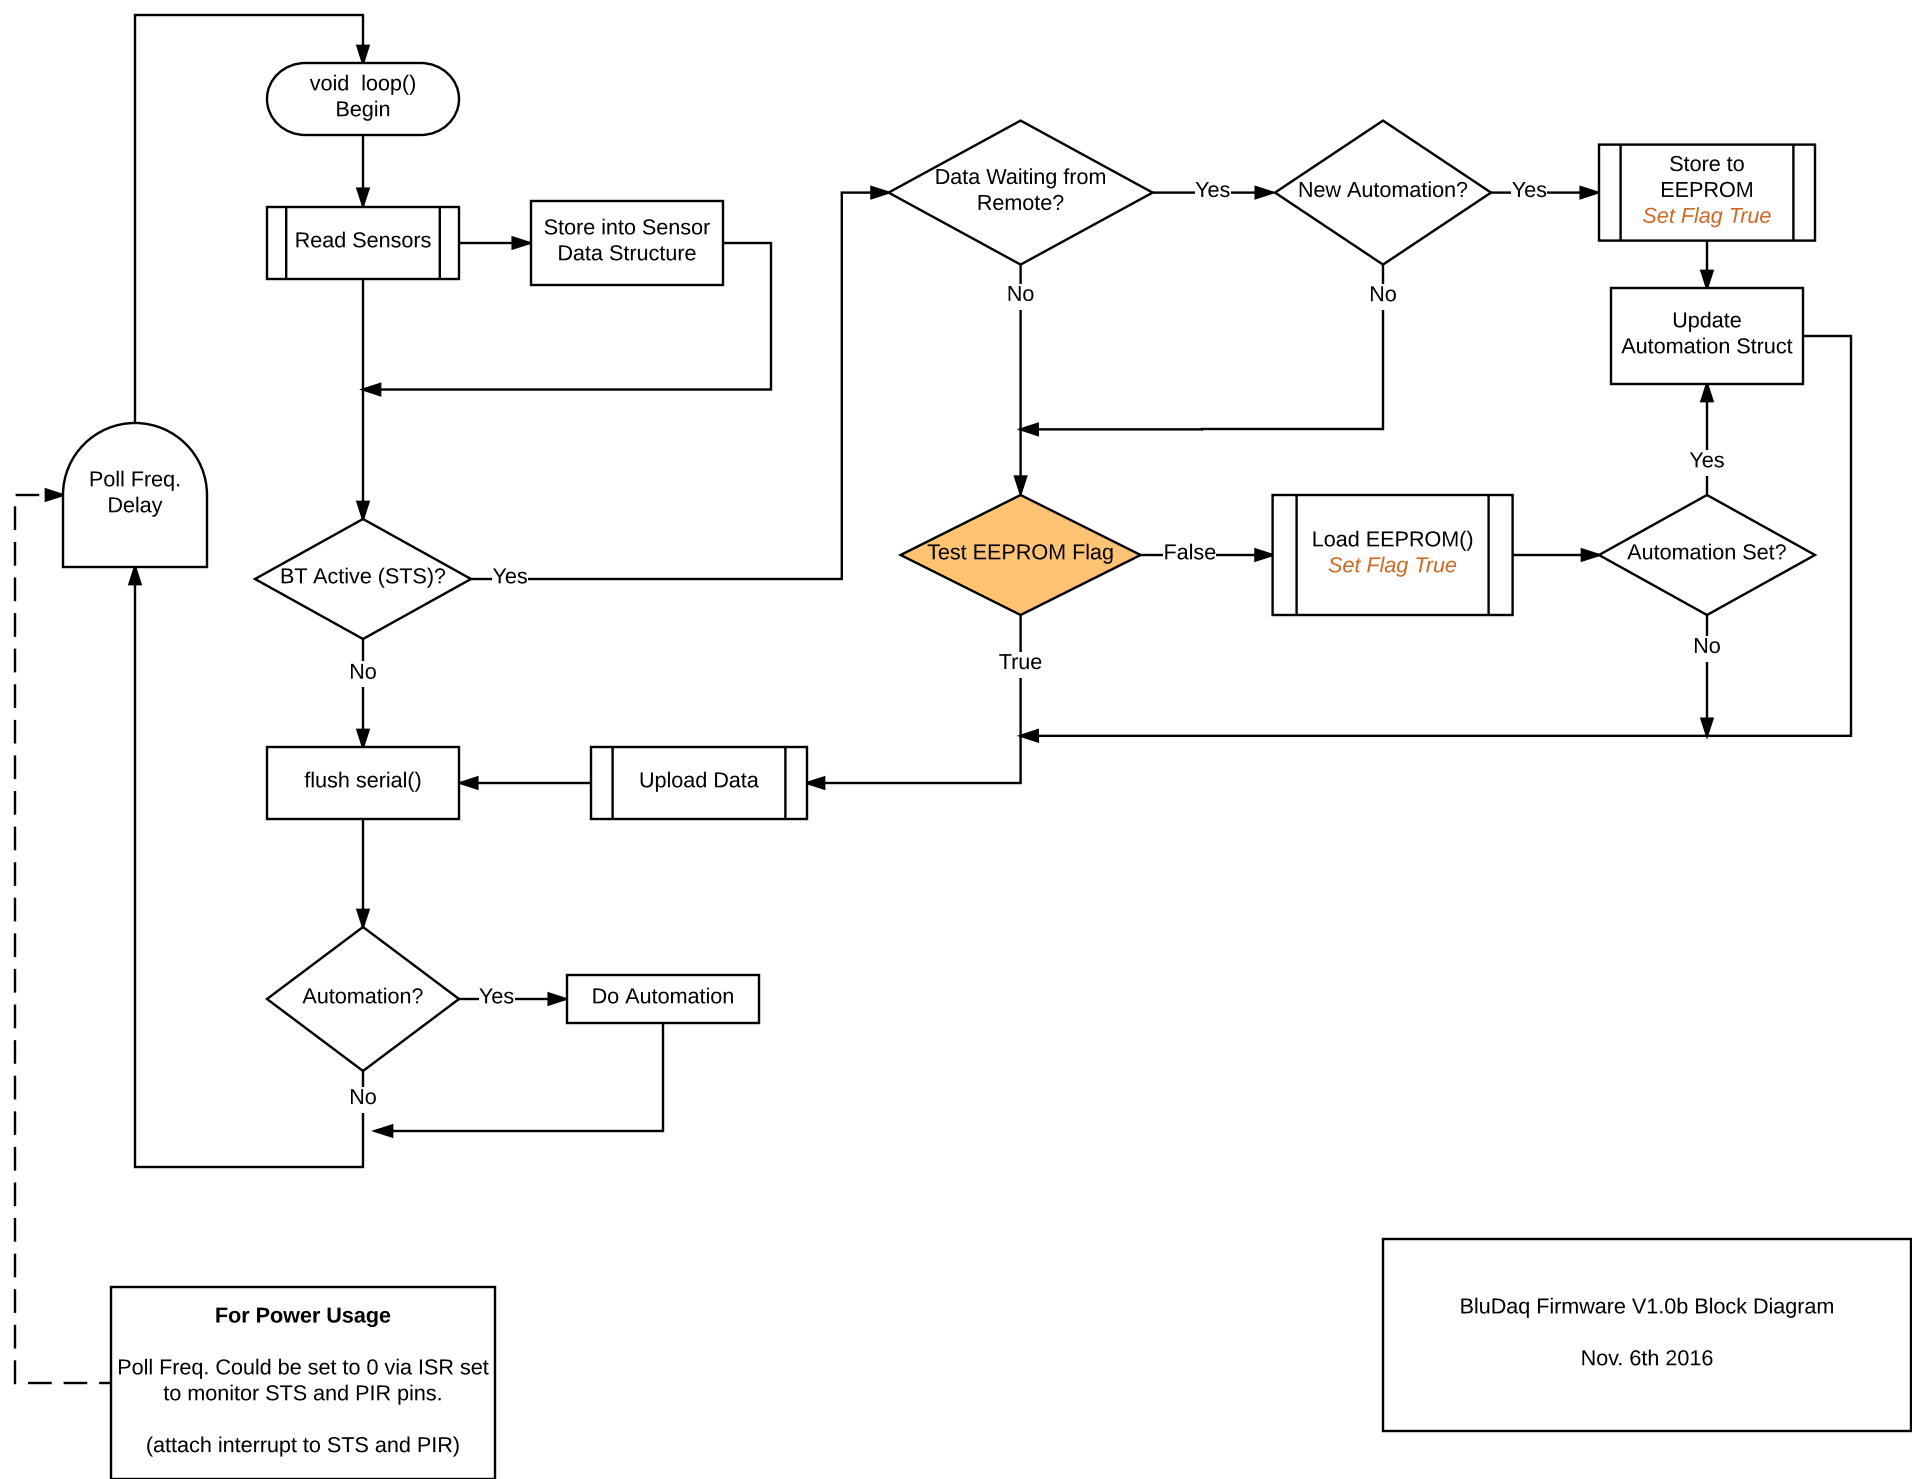 void  loop()
Begin
Read Sensors
Store into Sensor
Data Structure
Data Waiting from
Remote?
Yes
New Automation?
Yes
Store to
EEPROM
Set Flag True
No
No
Update
Automation Struct
Yes
Poll Freq.
Delay
BT Active (STS)?
Yes
Test EEPROM Flag
False
Load EEPROM()
Set Flag True
Automation Set?
No
True
No
flush serial()
Upload Data
Automation?
Yes
Do Automation
No
For Power Usage
Poll Freq. Could be set to 0 via ISR set
to monitor STS and PIR pins.
(attach interrupt to STS and PIR)
BluDaq Firmware V1.0b Block Diagram
Nov. 6th 2016